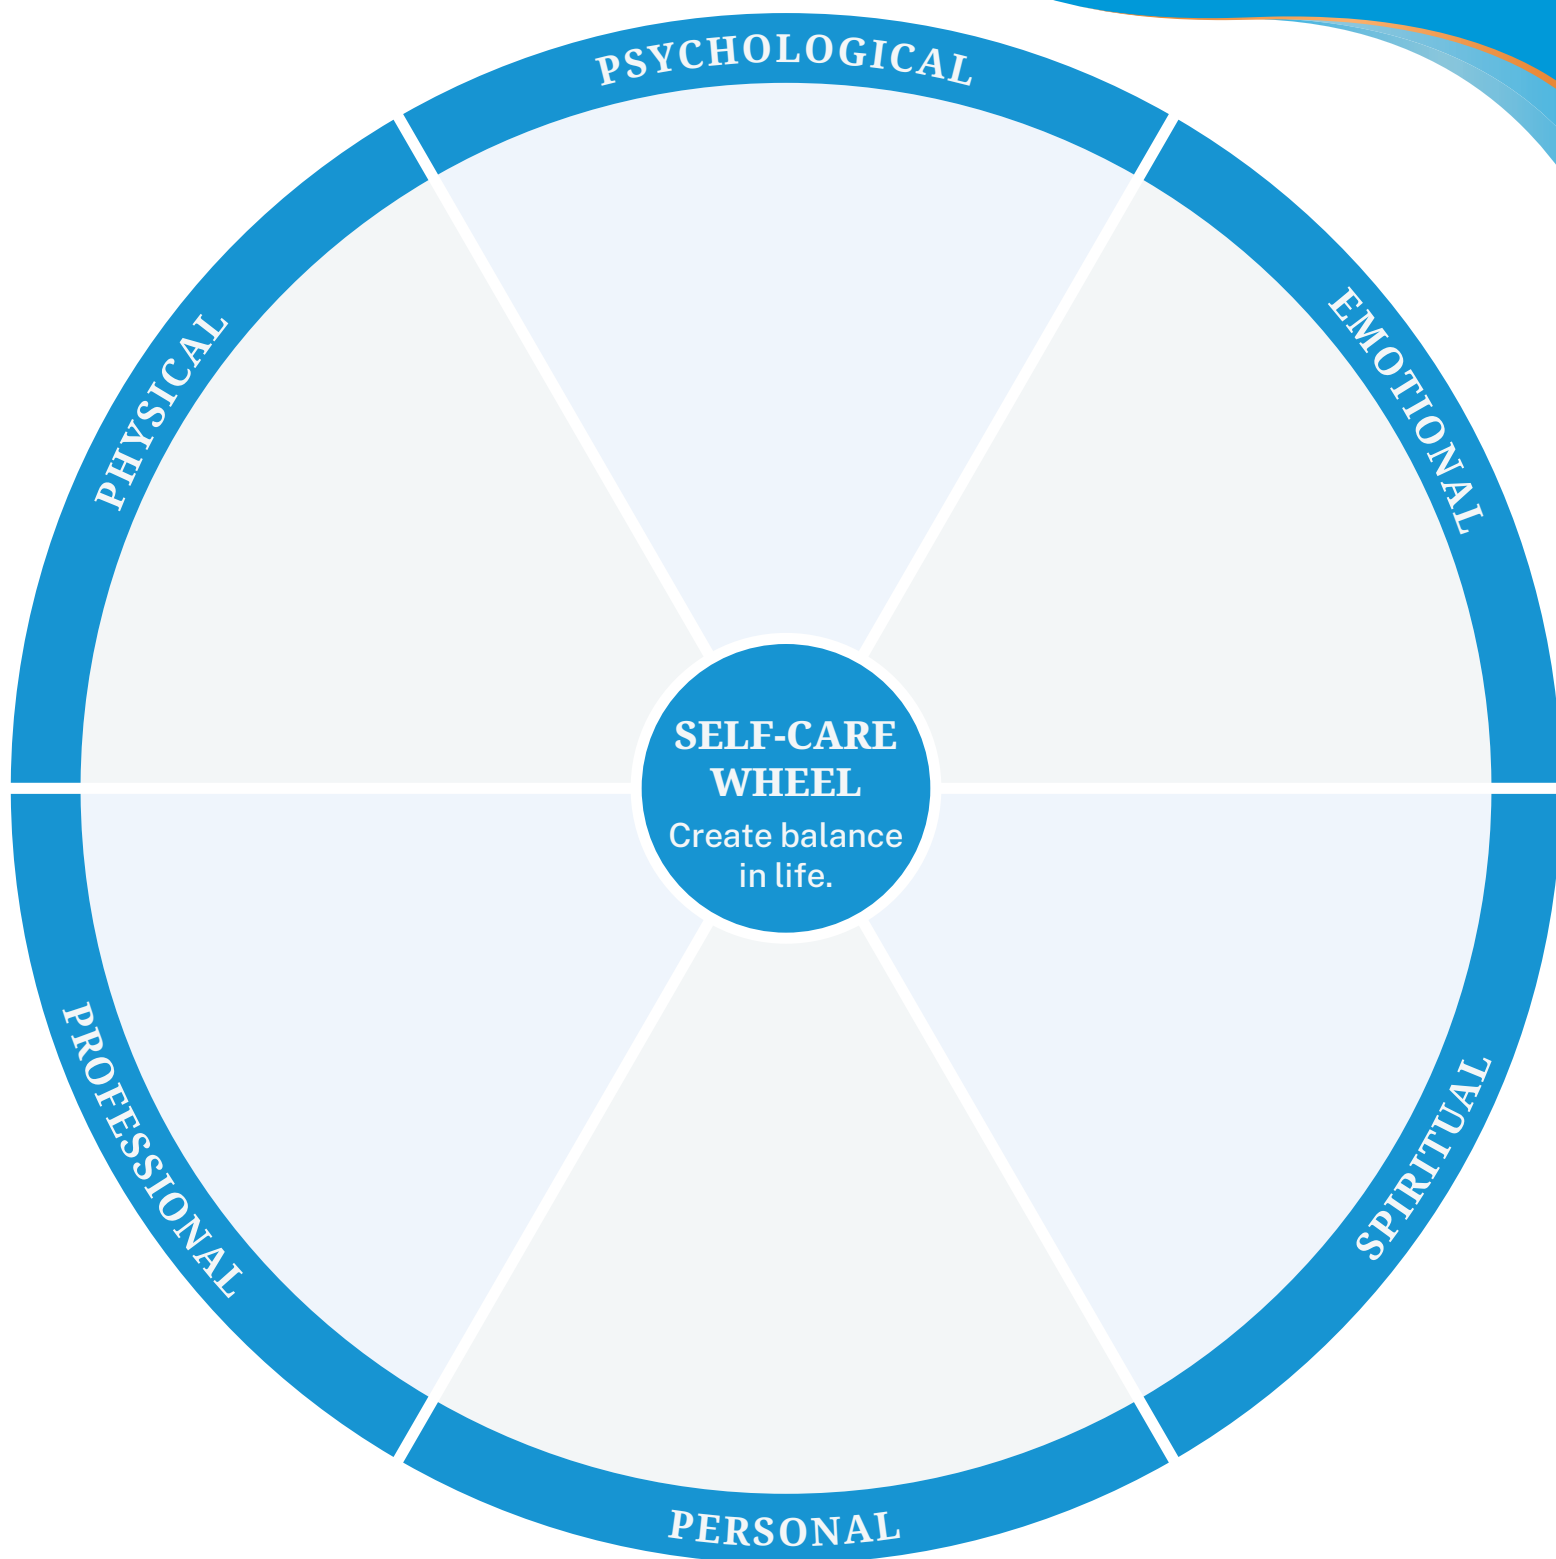 PSYCHOLOGICAL
PHYSICAL
EMOTIONAL
SELF-CARE
WHEEL
Create balance
in life.
PROFESSIONAL
SPIRITUAL
PERSONAL